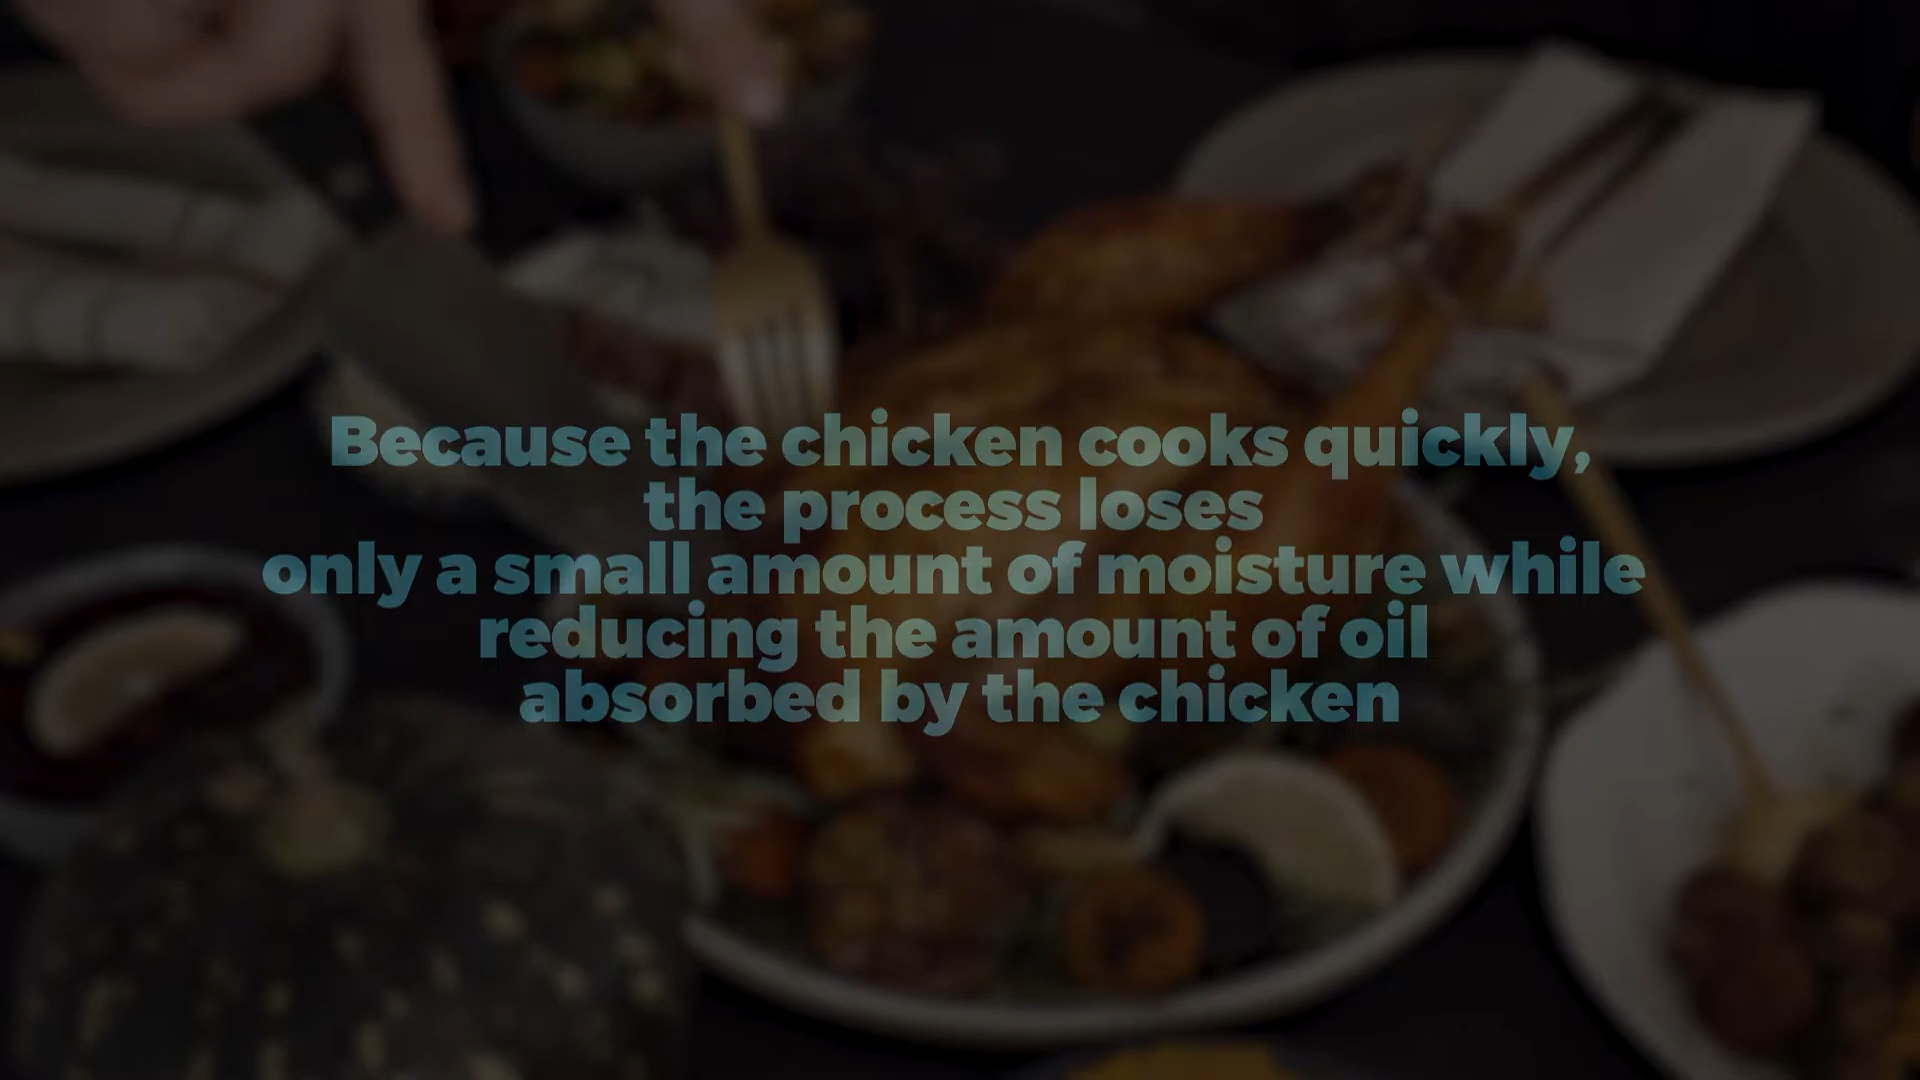 Because the chicken cooks quickly,
the process loses
only a small amount of moisture while
reducing the amount of oil
absorbed by the chicken